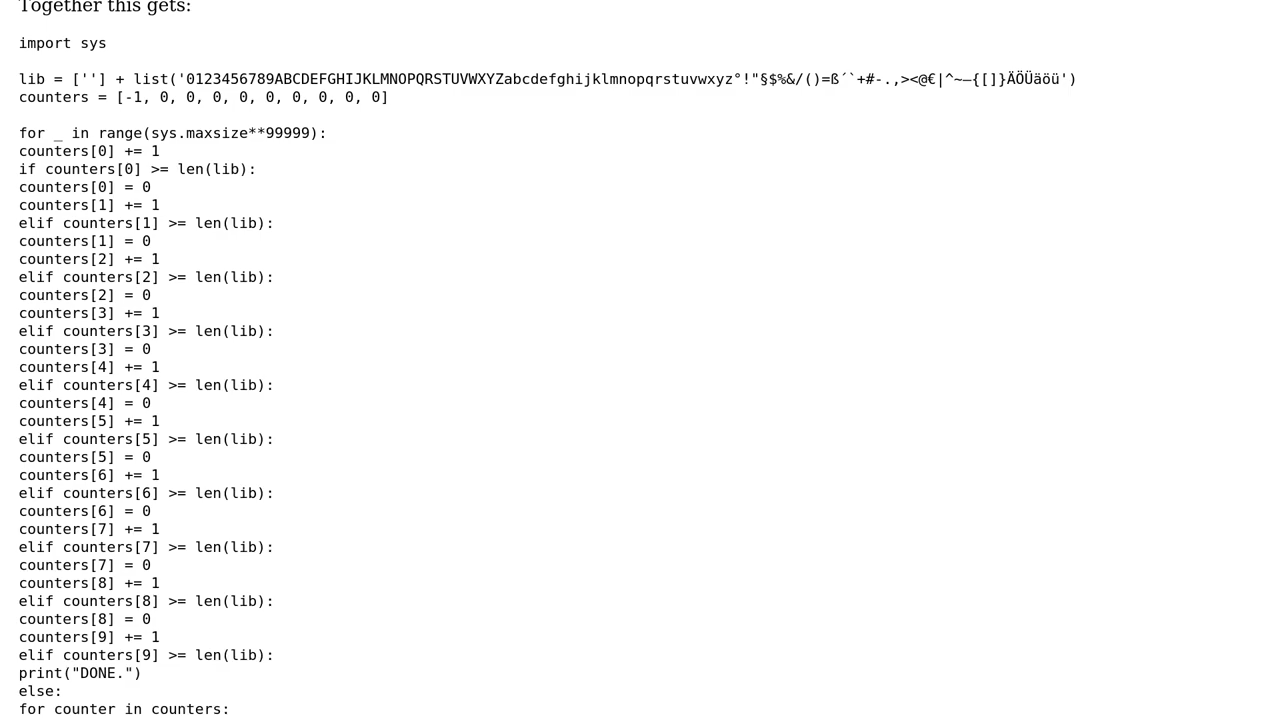 Together this gets:
import sys
lib = [''] + list('0123456789ABCDEFGHIJKLMNOPQRSTUVWXYZabcdefghijklmnopqrstuvwxyz°!"§$%&/()=ß´`+#-.,><@€|^~–{[]}ÄÖÜäöü')
counters = [-1, 0, 0, 0, 0, 0, 0, 0, 0, 0]
for _ in range(sys.maxsize**99999):
counters[0] += 1
if counters[0] >= len(lib):
counters[0] = 0
counters[1] += 1
elif counters[1] >= len(lib):
counters[1] = 0
counters[2] += 1
elif counters[2] >= len(lib):
counters[2] = 0
counters[3] += 1
elif counters[3] >= len(lib):
counters[3] = 0
counters[4] += 1
elif counters[4] >= len(lib):
counters[4] = 0
counters[5] += 1
elif counters[5] >= len(lib):
counters[5] = 0
counters[6] += 1
elif counters[6] >= len(lib):
counters[6] = 0
counters[7] += 1
elif counters[7] >= len(lib):
counters[7] = 0
counters[8] += 1
elif counters[8] >= len(lib):
counters[8] = 0
counters[9] += 1
elif counters[9] >= len(lib):
print("DONE.")
else:
for counter in counters: